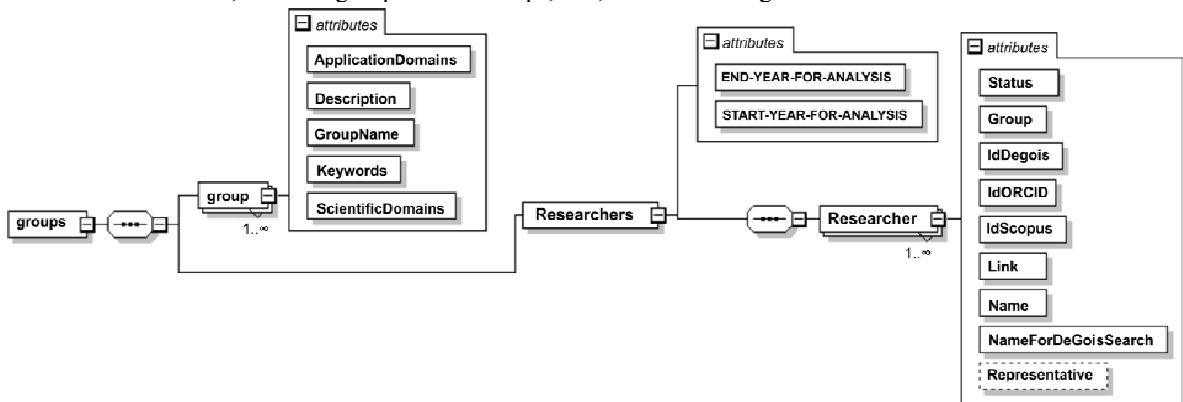 attributes
ApplicationDomains
Description
GroupName
Keywords
ScientificDomains
groups
group
1..∞
Researchers
attributes
END-YEAR-FOR-ANALYSIS
START-YEAR-FOR-ANALYSIS
Researcher
1..∞
attributes
Status
Group
IdDegois
IdORCID
IdScopus
Link
Name
NameForDeGoisSearch
Representative